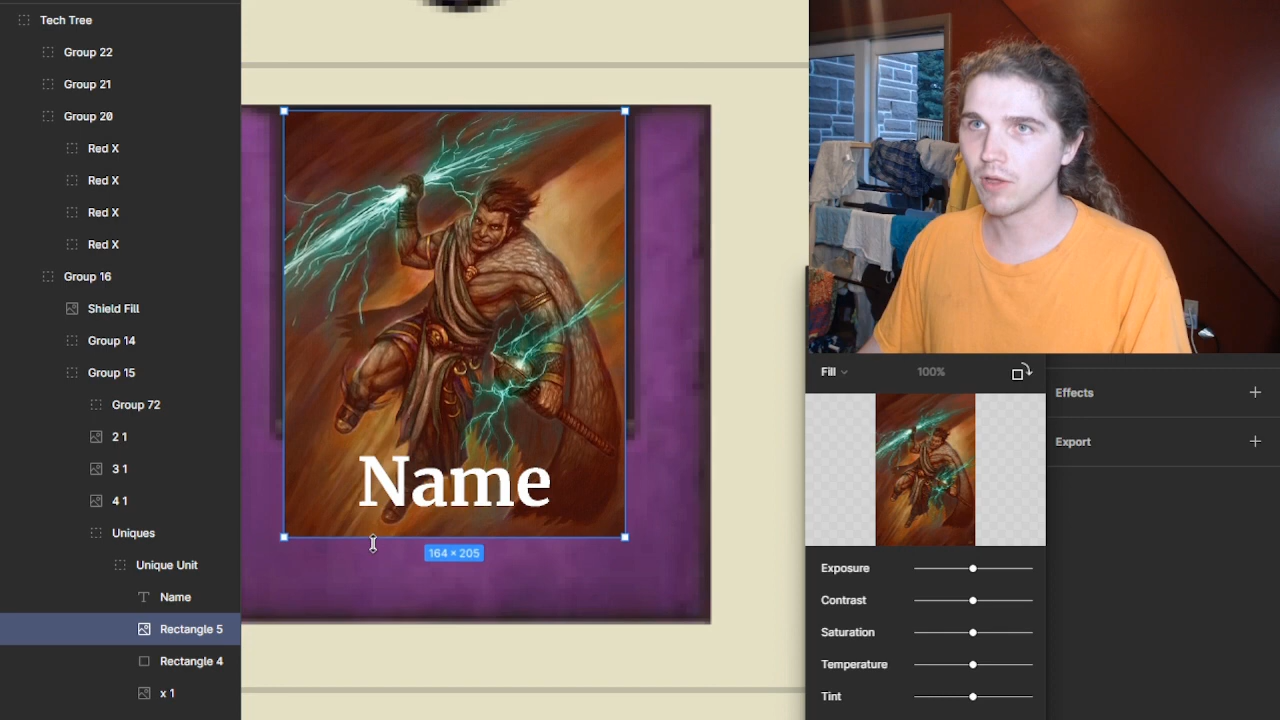 Tech Tree
Group 22
Group 21
Group 20
Red X
Red X
Red X
Red X
Group 16
Shield Fill
Group 14
Group 15
Group 72
2 1
3 1
4 1
Uniques
Unique Unit
Name
Rectangle 5
Rectangle 4
x 1
Name
164 × 205
Fill
100%
Exposure
Contrast
Saturation
Temperature
Tint
Effects
Export